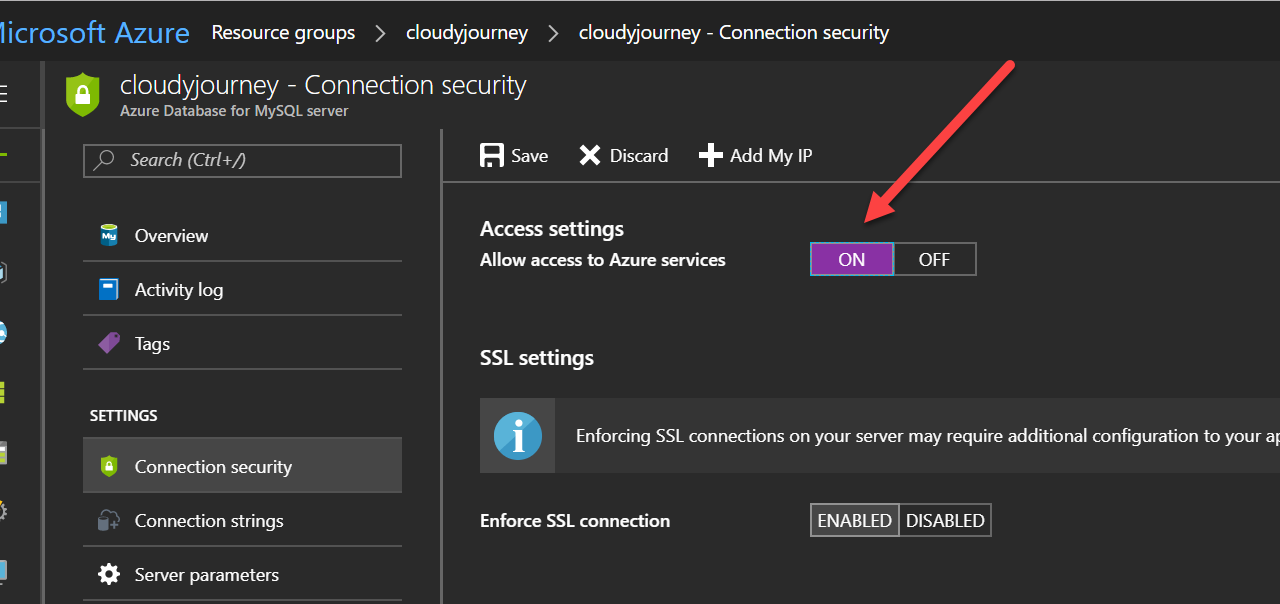 Microsoft Azure Resource groups > cloudyjourney > cloudyjourney - Connection security
cloudyjourney - Connection security
Azure Database for MySQL server
Search (Ctrl+/)
Save Discard Add My IP
Overview
Activity log
Tags
SETTINGS
Connection security
Connection strings
Server parameters
Access settings
Allow access to Azure services ON OFF
SSL settings
Enforcing SSL connections on your server may require additional configuration to your
Enforce SSL connection ENABLED DISABLED